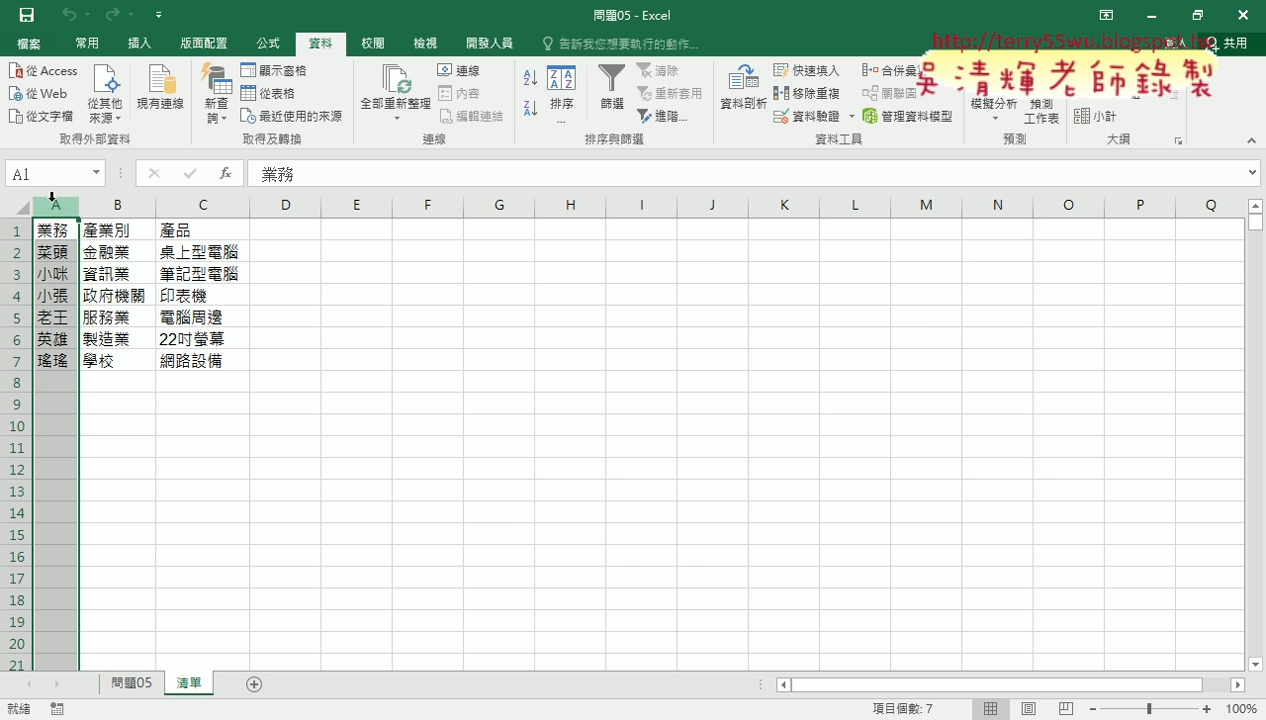 問題05 - Excel
檔案 常用 插入 版面配置 公式 資料 校閱 檢視 開發人員 告訴我您想要執行的動作... 登入 共用
http://terry55wu.blogspot.tw
吳清輝老師錄製
從 Access
從 Web
從文字檔
從其他來源
現有連線
取得外部資料
新查詢
顯示查詢
從表格
最近使用的來源
取得及轉換
全部重新整理
連線
內容
編輯連結
連線
排序...
篩選
清除
重新套用
進階...
排序與篩選
資料剖析
快速填入
移除重複
資料驗證
合併彙
關聯圖
管理資料模型
資料工具
模擬分析
預測工作表
預測
小計
大綱
A1 fx 業務
A B C D E F G H I J K L M N O P Q
1 業務 產業別 產品
2 菜頭 金融業 桌上型電腦
3 小咪 資訊業 筆記型電腦
4 小張 政府機關 印表機
5 老王 服務業 電腦周邊
6 英雄 製造業 22吋螢幕
7 瑤瑤 學校 網路設備
8
9
10
11
12
13
14
15
16
17
18
19
20
21
問題05 清單
就緒 項目個數: 7 100%